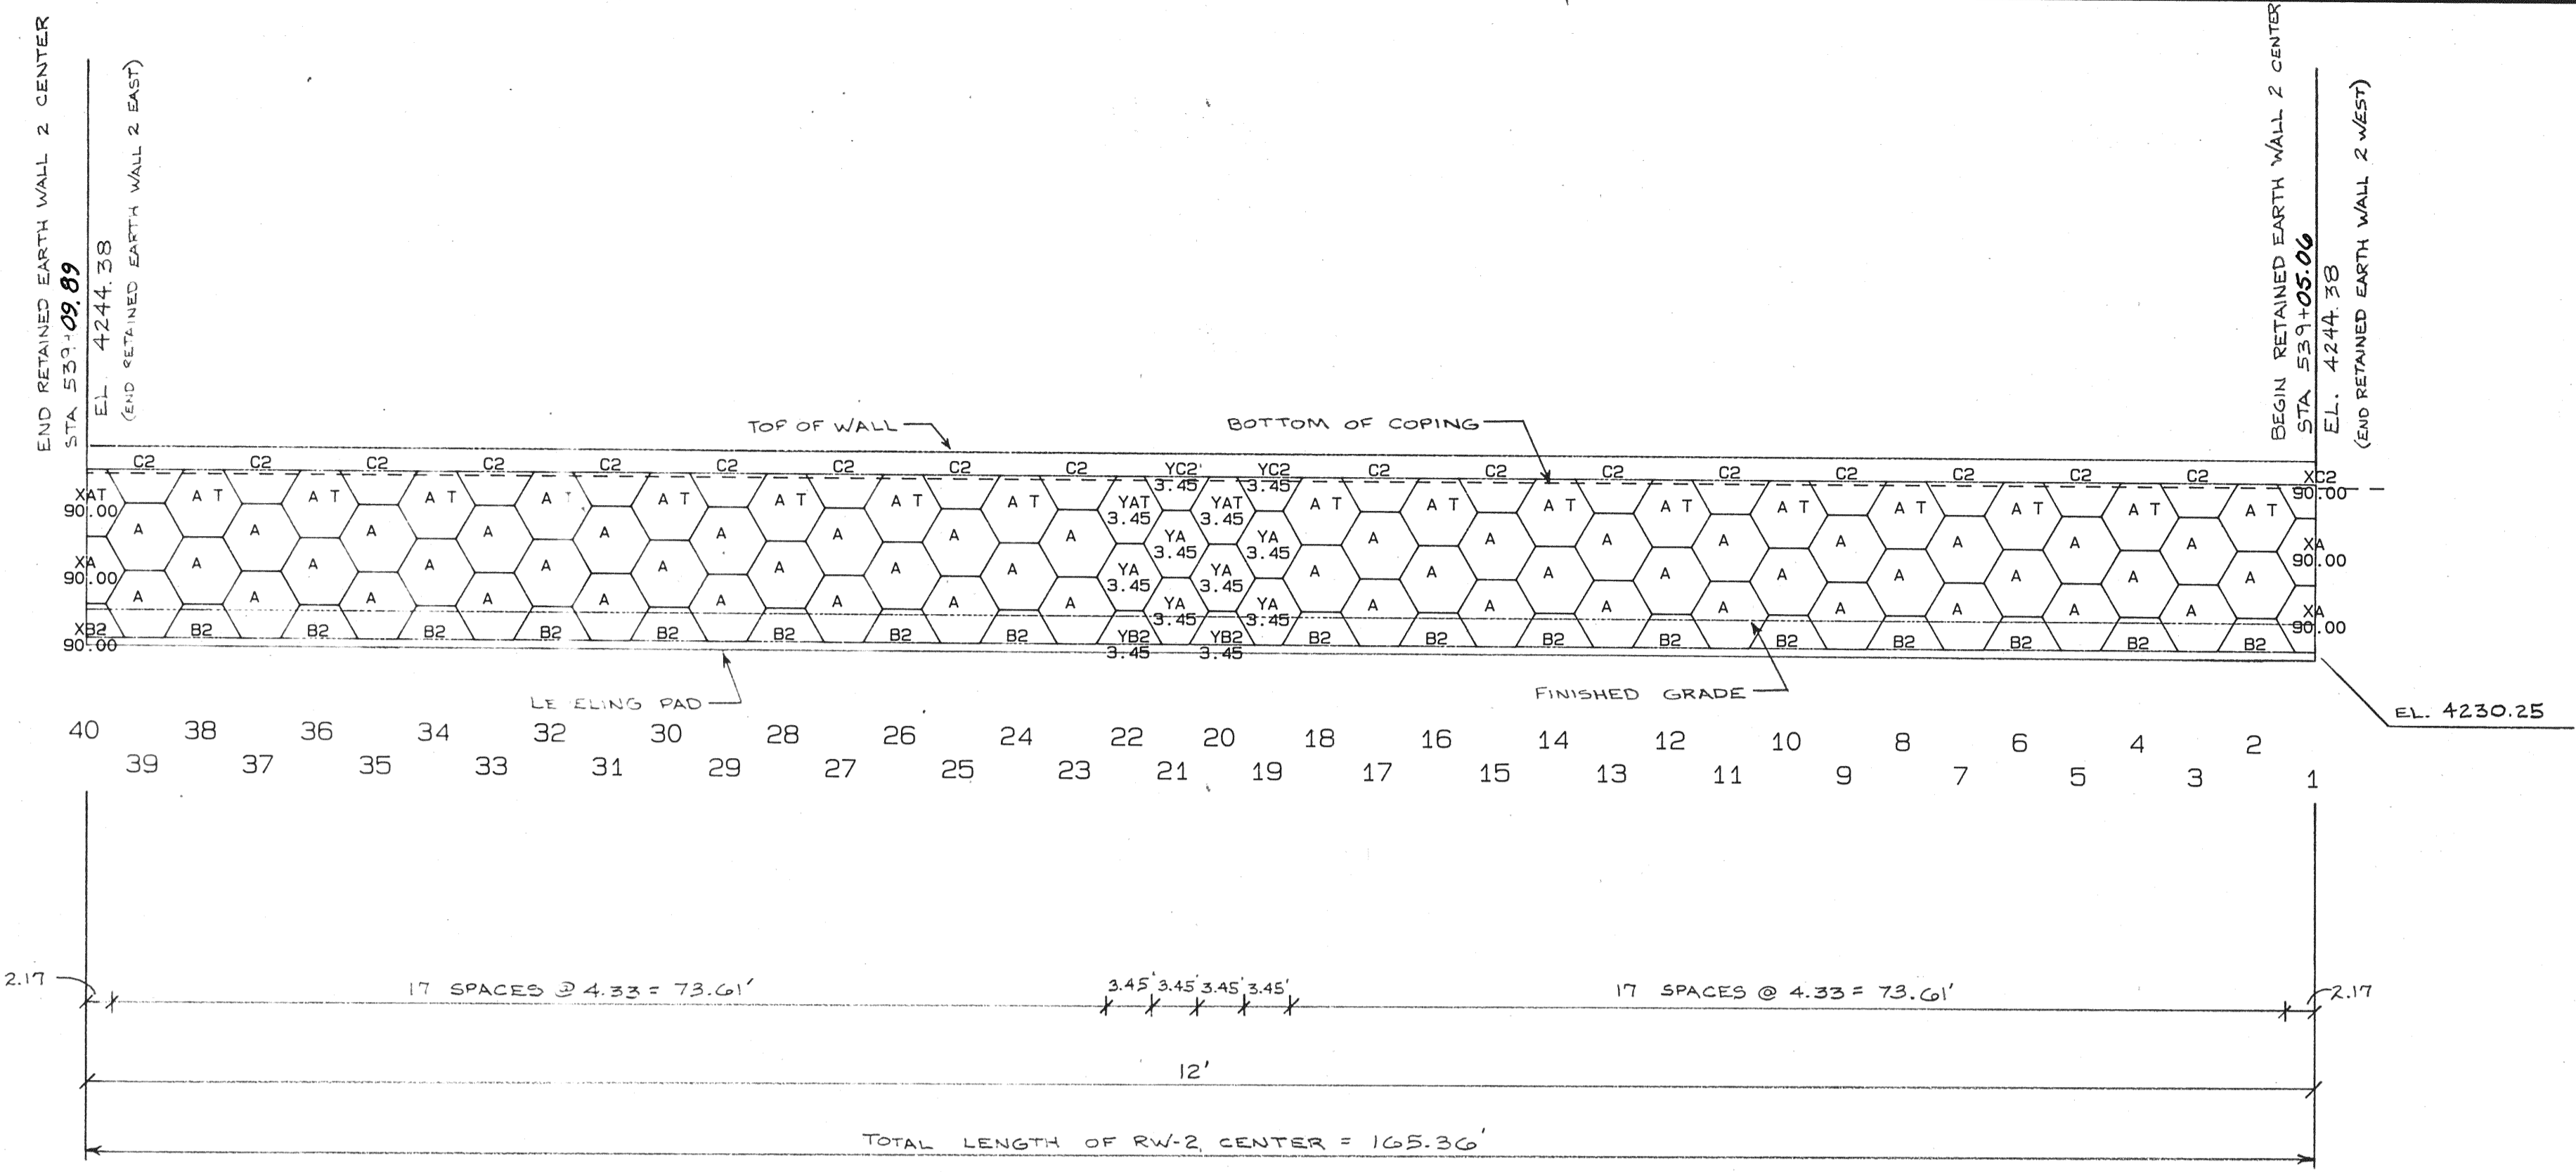 END RETAINED EARTH WALL 2 CENTER
STA 539+09.89
EL. 4244.38
(END RETAINED EARTH WALL 2 EAST)
BEGIN RETAINED EARTH WALL 2 CENTER
STA 539+05.06
EL. 4244.38
(END RETAINED EARTH WALL 2 WEST)
TOP OF WALL
BOTTOM OF COPING
C2 C2 C2 C2 C2 C2 C2 C2 C2 YC2 YC2 C2 C2 C2 C2 C2 C2 C2 C2 XC2
3.45 3.45 90.00
XAT A T A T A T A T A T A T A T A T YAT YAT A T A T A T A T A T A T A T A T A T
90.00 3.45 3.45
A A A A A A A A A YA YA A A A A A A A A XA
3.45 3.45 90.00
XA A A A A A A A A YA YA A A A A A A A A A
90.00 3.45 3.45
A A A A A A A A A YA YA A A A A A A A A XA
3.45 3.45 90.00
XB2 B2 B2 B2 B2 B2 B2 B2 B2 YB2 YB2 B2 B2 B2 B2 B2 B2 B2 B2 B2
90.00 3.45 3.45
LE ELING PAD
FINISHED GRADE
EL. 4230.25
40 38 36 34 32 30 28 26 24 22 20 18 16 14 12 10 8 6 4 2
39 37 35 33 31 29 27 25 23 21 19 17 15 13 11 9 7 5 3 1
2.17 17 SPACES @ 4.33 = 73.61' 3.45' 3.45' 3.45' 3.45' 17 SPACES @ 4.33 = 73.61' 2.17
12'
TOTAL LENGTH OF RW-2 CENTER = 165.36'